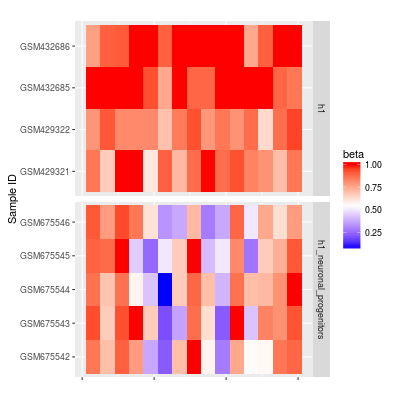 GSM432686
GSM432685
GSM429322
GSM429321
h1
GSM675546
GSM675545
GSM675544
GSM675543
GSM675542
h1_neuronal_progenitors
Sample ID
beta
1.00
0.75
0.50
0.25